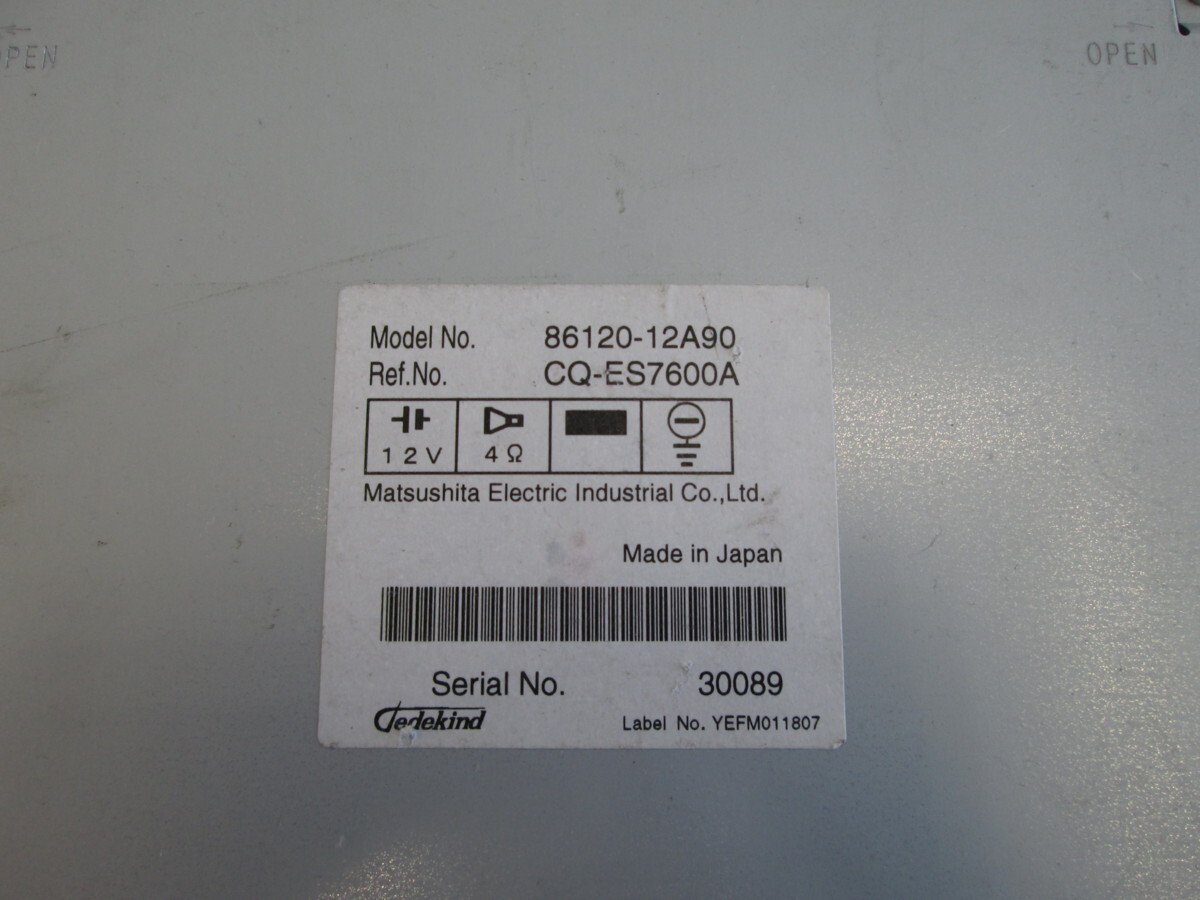 OPEN
OPEN
Model No. 86120-12A90
Ref.No. CQ-ES7600A
12V
4Ω
Matsushita Electric Industrial Co.,Ltd.
Made in Japan
Serial No. 30089
Jedekind
Label No. YEFM011807